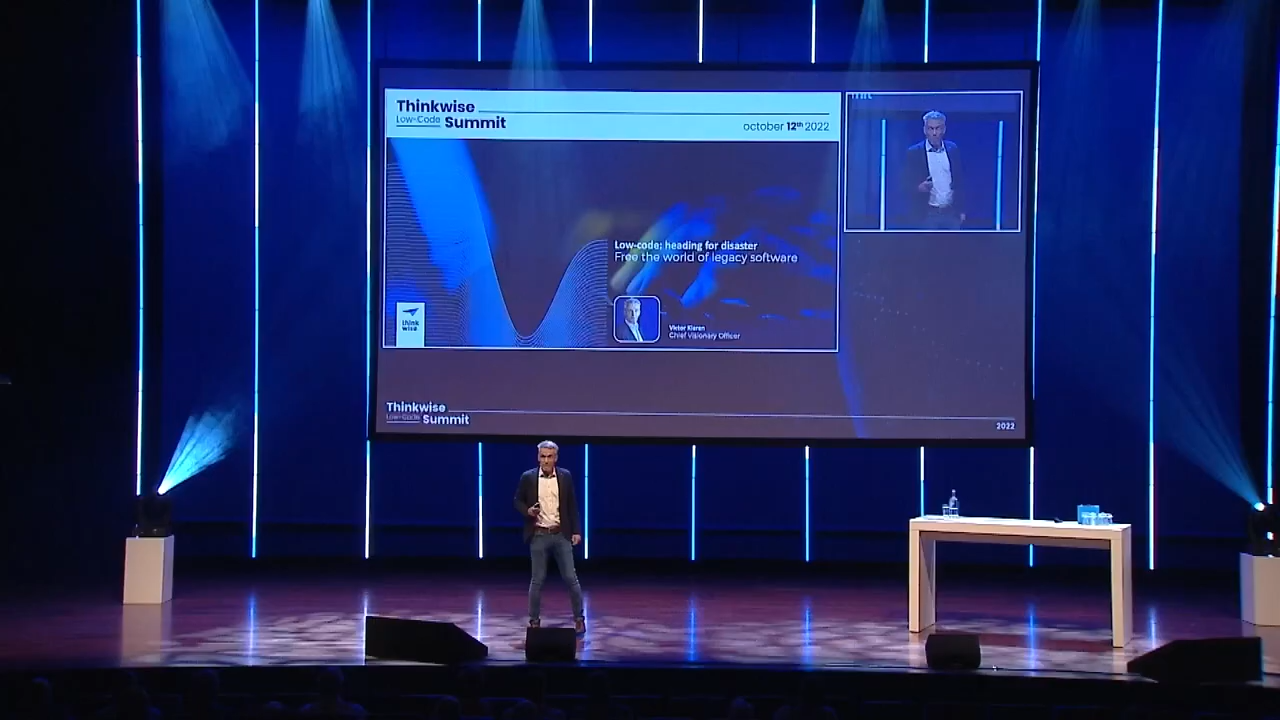 Thinkwise
Low-Code Summit
october 12th 2022
Low-code; heading for disaster
Free the world of legacy software
think
wise
Viktor Klaren
Chief Visionary Officer
Thinkwise
Low-Code Summit
2022